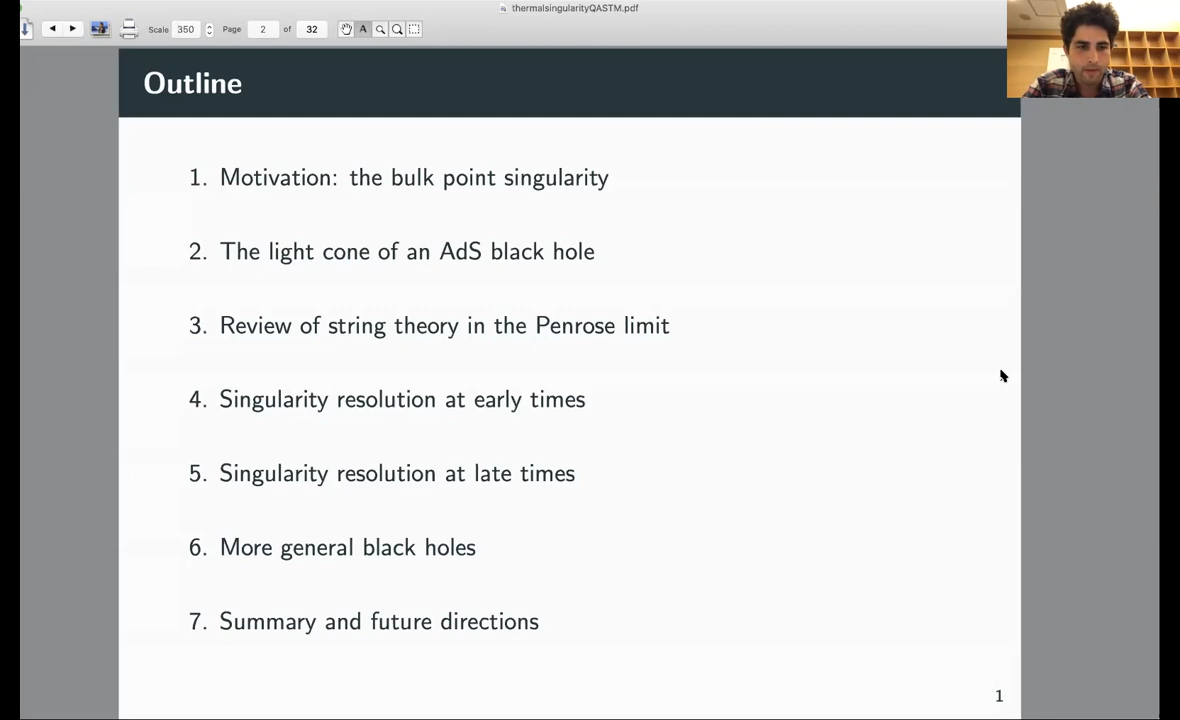 thermalsingularityQASTM.pdf
Scale 350 Page 2 of 32 A
Outline
1. Motivation: the bulk point singularity
2. The light cone of an AdS black hole
3. Review of string theory in the Penrose limit
4. Singularity resolution at early times
5. Singularity resolution at late times
6. More general black holes
7. Summary and future directions
1